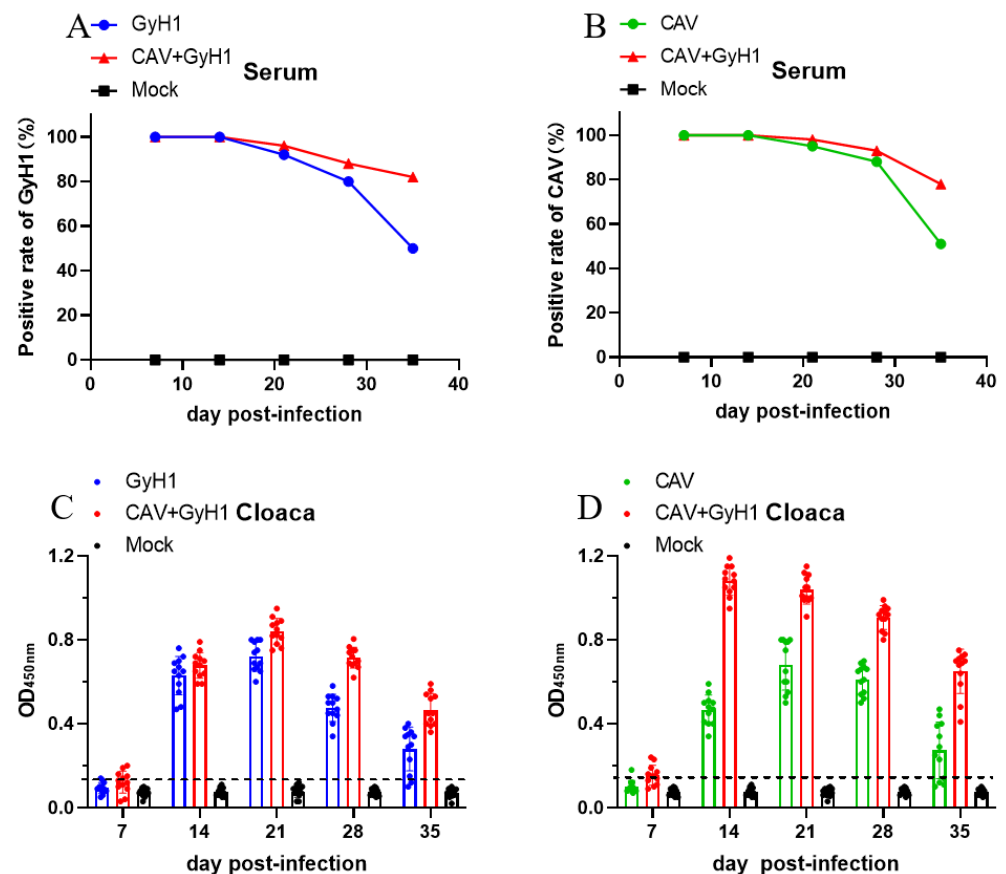 A
GyH1
CAV+GyH1
Mock
Serum
Positive rate of GyH1 (%)
100
80
60
40
20
0
0 10 20 30 40
day post-infection
B
CAV
CAV+GyH1
Mock
Serum
Positive rate of CAV (%)
100
80
60
40
20
0
0 10 20 30 40
day post-infection
C
GyH1
CAV+GyH1 Cloaca
Mock
OD450nm
1.2
0.8
0.4
0.0
7 14 21 28 35
day post-infection
D
CAV
CAV+GyH1 Cloaca
Mock
OD450nm
1.2
0.8
0.4
0.0
7 14 21 28 35
day post-infection